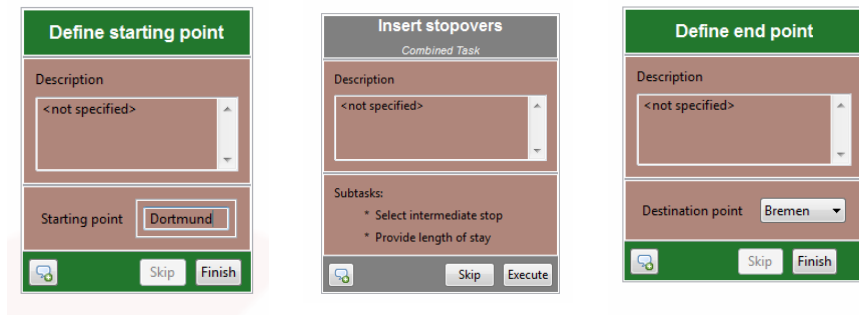 Define starting point
Description
<not specified>
Starting point
Dortmund
Skip
Finish
Insert stopovers
Combined Task
Description
<not specified>
Subtasks:
* Select intermediate stop
* Provide length of stay
Skip
Execute
Define end point
Description
<not specified>
Destination point
Bremen
Skip
Finish